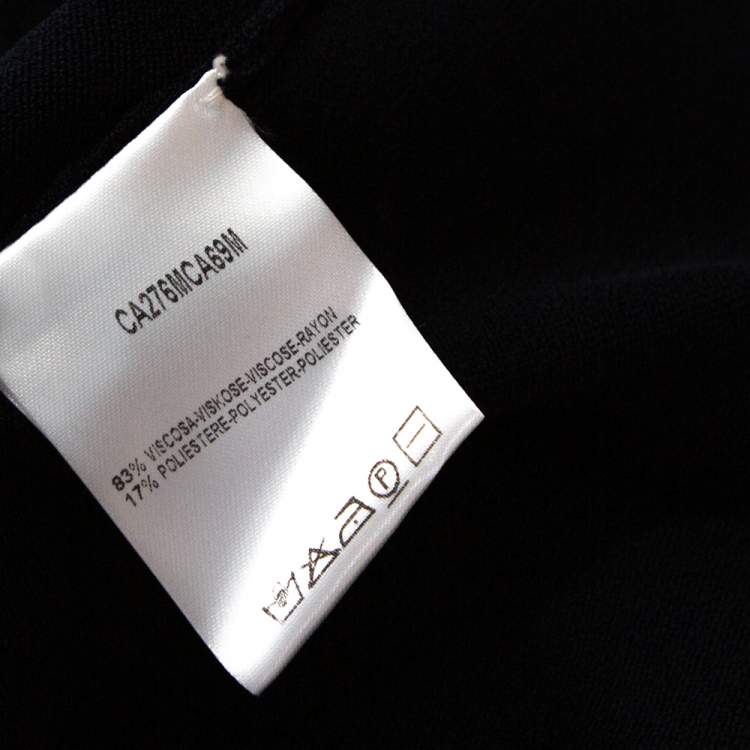 CA276MCA69M
83% VISCOSA-VISKOSE-VISCOSE-RAYON
17% POLIESTERE-POLYESTER-POLIESTER
P